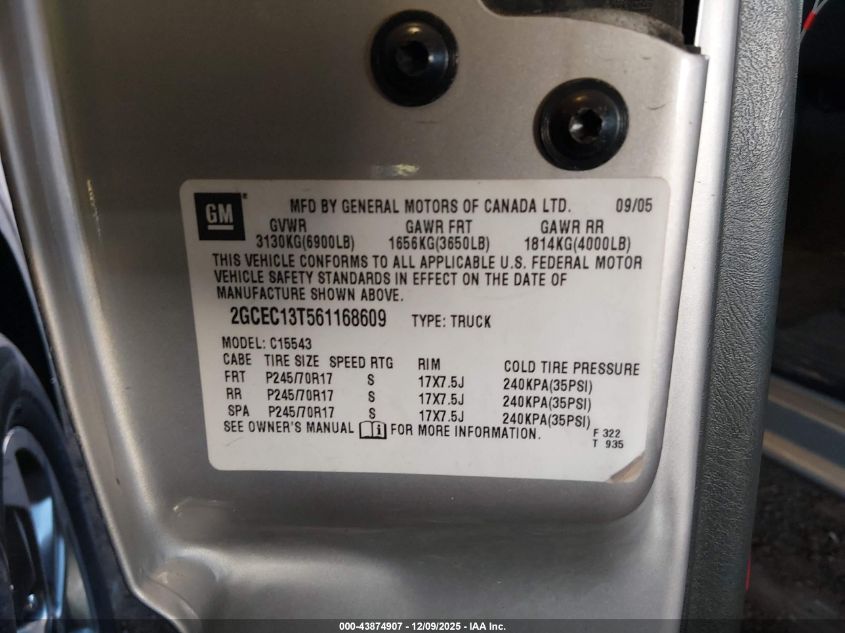 GM MFD BY GENERAL MOTORS OF CANADA LTD. 09/05
GVWR GAWR FRT GAWR RR
3130KG(6900LB) 1656KG(3650LB) 1814KG(4000LB)
THIS VEHICLE CONFORMS TO ALL APPLICABLE U.S. FEDERAL MOTOR
VEHICLE SAFETY STANDARDS IN EFFECT ON THE DATE OF
MANUFACTURE SHOWN ABOVE.
2GCEC13T561168609 TYPE: TRUCK
MODEL: C15543
CABE TIRE SIZE SPEED RTG RIM COLD TIRE PRESSURE
FRT P245/70R17 S 17X7.5J 240KPA(35PSI)
RR P245/70R17 S 17X7.5J 240KPA(35PSI)
SPA P245/70R17 S 17X7.5J 240KPA(35PSI)
SEE OWNER'S MANUAL FOR MORE INFORMATION. F 322
T 935
000-43874907 - 12/09/2025 - IAA Inc.